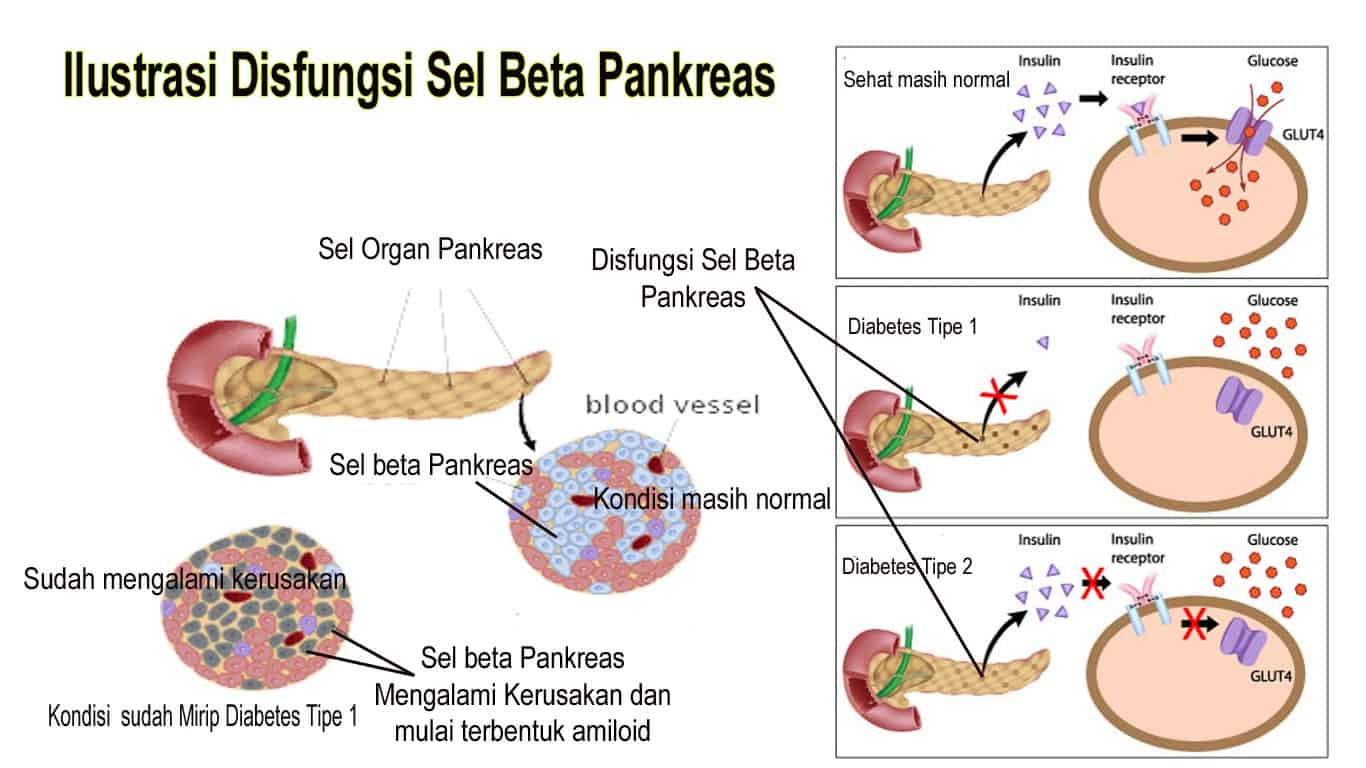 Ilustrasi Disfungsi Sel Beta Pankreas
Sel Organ Pankreas
Disfungsi Sel Beta
Pankreas
blood vessel
Sel beta Pankreas
Kondisi masih normal
Sudah mengalami kerusakan
Sel beta Pankreas
Mengalami Kerusakan dan
mulai terbentuk amiloid
Kondisi sudah Mirip Diabetes Tipe 1
Sehat masih normal
Insulin
Insulin
receptor
Glucose
GLUT4
Diabetes Tipe 1
Insulin
Insulin
receptor
Glucose
GLUT4
Diabetes Tipe 2
Insulin
Insulin
receptor
Glucose
GLUT4